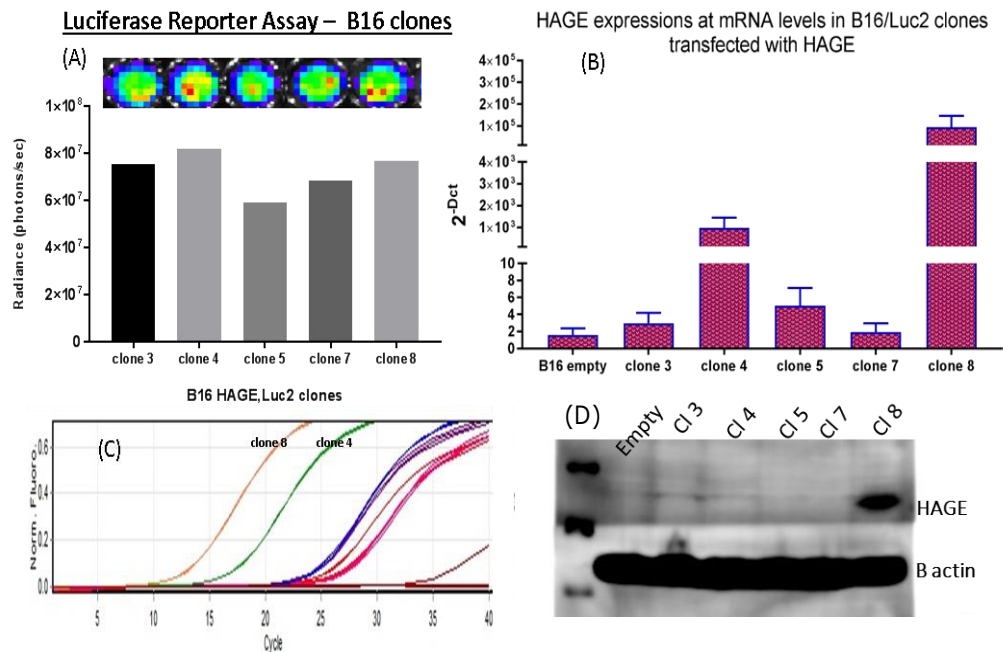 Luciferase Reporter Assay – B16 clones
(A)
Radiance (photons/sec)
1×10⁸
8×10⁷
6×10⁷
4×10⁷
2×10⁷
0
clone 3 clone 4 clone 5 clone 7 clone 8
HAGE expressions at mRNA levels in B16/Luc2 clones
transfected with HAGE
(B)
2^-Dct
4×10⁵
3×10⁵
2×10⁵
1×10⁵
4×10³
3×10³
2×10³
1×10³
10
8
6
4
2
0
B16 empty clone 3 clone 4 clone 5 clone 7 clone 8
B16 HAGE,Luc2 clones
(C)
clone 8 clone 4
Norm. Fluoro.
0.6
0.4
0.2
0.0
5 10 15 20 25 30 35 40
Cycle
(D)
Empty Cl 3 Cl 4 Cl 5 Cl 7 Cl 8
HAGE
B actin